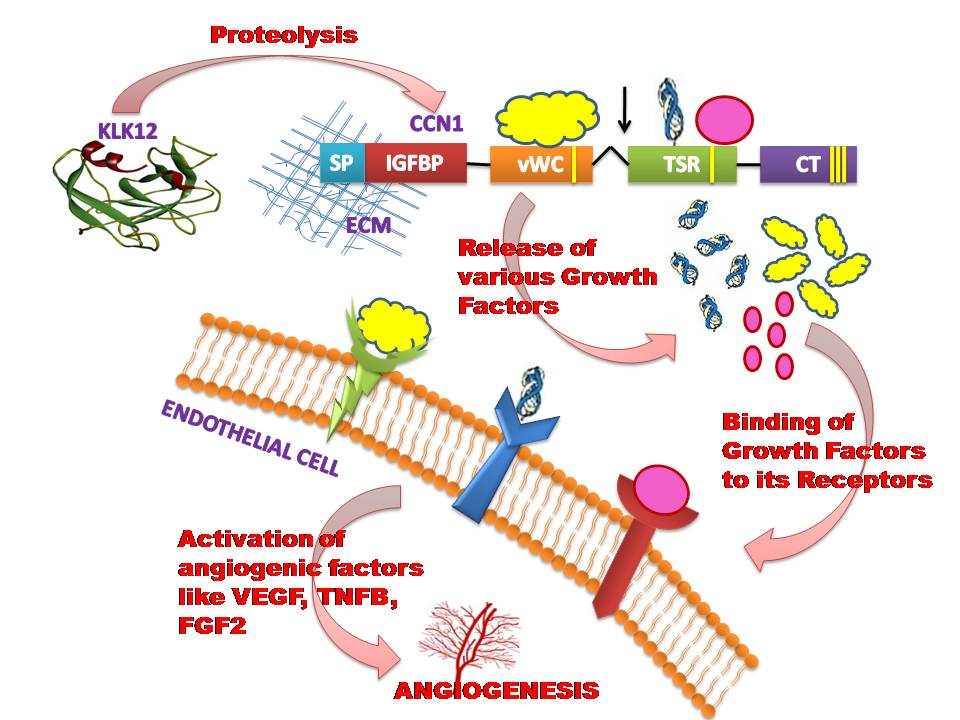 Proteolysis
KLK12
CCN1
SP IGFBP vWC TSR CT
ECM
Release of
various Growth
Factors
ENDOTHELIAL CELL
Binding of
Growth Factors
to its Receptors
Activation of
angiogenic factors
like VEGF, TNFB,
FGF2
ANGIOGENESIS